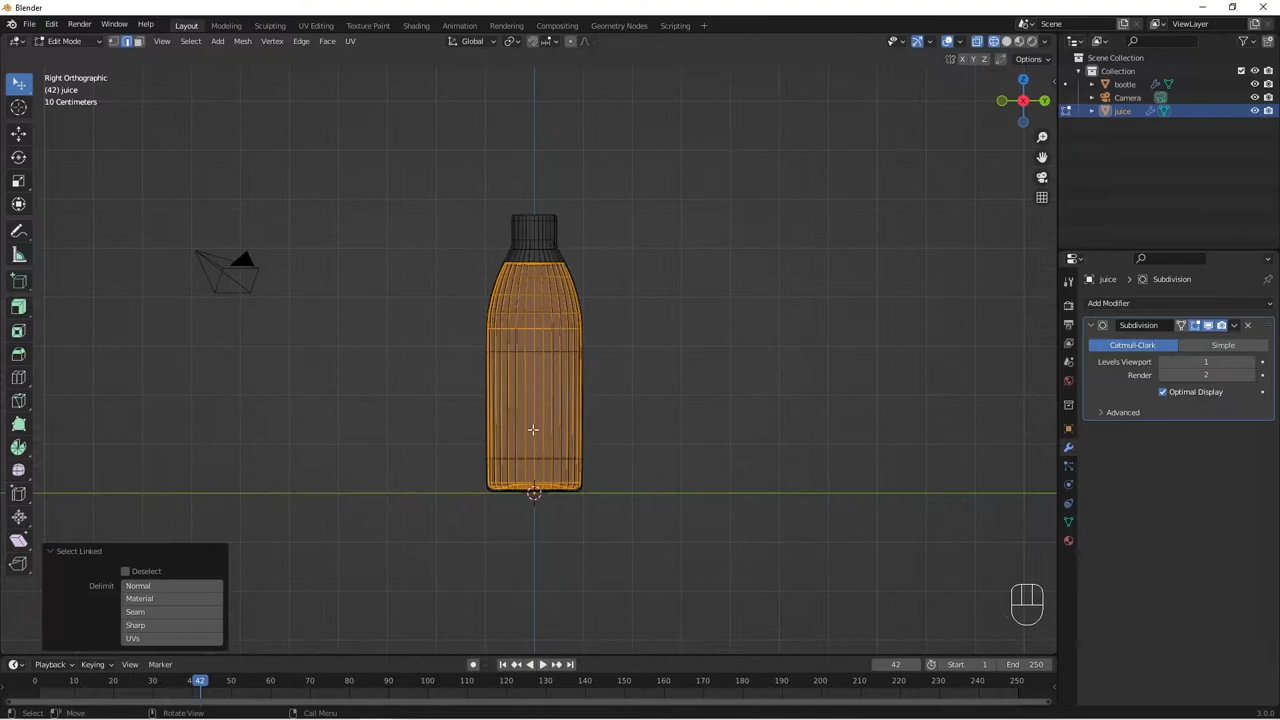 Blender
File Edit Render Window Help
Layout Modeling Sculpting UV Editing Texture Paint Shading Animation Rendering Compositing Geometry Nodes Scripting +
Scene
ViewLayer
Edit Mode
View Select Add Mesh Vertex Edge Face UV
Global
X Y Z
Options
Right Orthographic
(42) juice
10 Centimeters
Z
X
Y
Scene Collection
Collection
bootle
Camera
juice
juice
Subdivision
Add Modifier
Subdivision
Catmull-Clark
Simple
Levels Viewport 1
Render 2
Optimal Display
Advanced
Select Linked
Deselect
Delimit
Normal
Material
Seam
Sharp
UVs
Playback Keying View Marker
42
Start 1
End 250
0
42
50 60 70 80 90 100 110 120 130 140 150 160 170 180 190 200 210 220 230 240 250
Select
Move
Rotate View
Call Menu
3.0.0